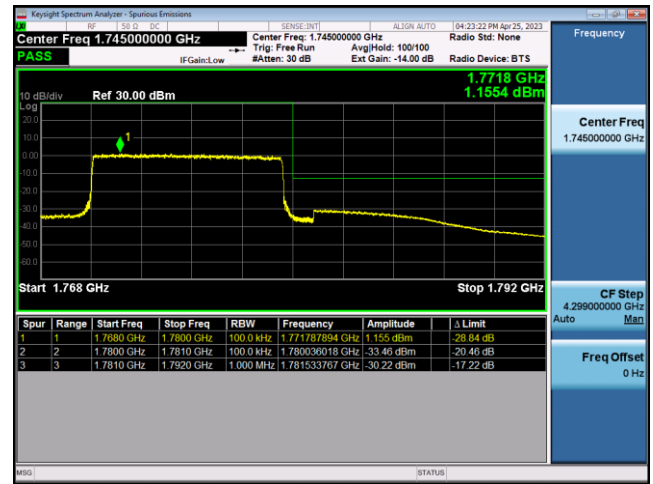 Keysight Spectrum Analyzer - Spurious Emissions
RF 50 Ω DC SENSE:INT ALIGN AUTO 04:23:22 PM Apr 25, 2023
Center Freq 1.745000000 GHz
Center Freq: 1.745000000 GHz Radio Std: None
Trig: Free Run Avg|Hold: 100/100
PASS IFGain:Low #Atten: 30 dB Ext Gain: -14.00 dB Radio Device: BTS
1.7718 GHz
1.1554 dBm
10 dB/div Ref 30.00 dBm
Log
20.0
10.0
1
0.00
-10.0
-20.0
-30.0
-40.0
-50.0
-60.0
Start 1.768 GHz Stop 1.792 GHz
Spur Range Start Freq Stop Freq RBW Frequency Amplitude Δ Limit
1 1 1.7680 GHz 1.7800 GHz 100.0 kHz 1.771787894 GHz 1.155 dBm -28.84 dB
2 2 1.7800 GHz 1.7810 GHz 100.0 kHz 1.780036018 GHz -33.46 dBm -20.46 dB
3 3 1.7810 GHz 1.7920 GHz 1.000 MHz 1.781533767 GHz -30.22 dBm -17.22 dB
MSG STATUS
Frequency
Center Freq
1.745000000 GHz
CF Step
4.299000000 GHz
Auto Man
Freq Offset
0 Hz